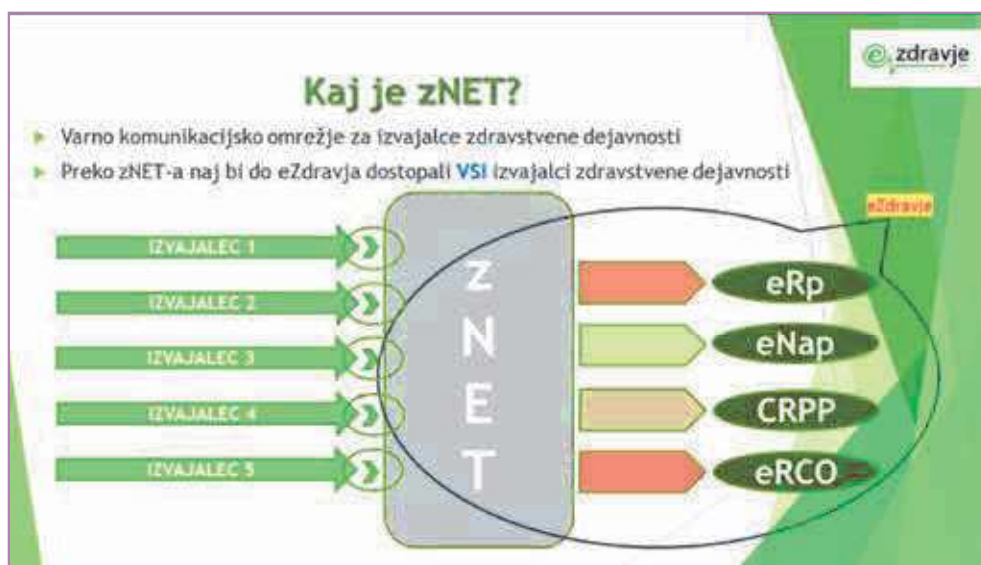 e zdravje
Kaj je zNET?
Varno komunikacijsko omrežje za izvajalce zdravstvene dejavnosti
Preko zNET-a naj bi do eZdravja dostopali VSI izvajalci zdravstvene dejavnosti
eZdravje
IZVAJALEC 1
IZVAJALEC 2
IZVAJALEC 3
IZVAJALEC 4
IZVAJALEC 5
z
N
E
T
eRp
eNap
CRPP
eRCO